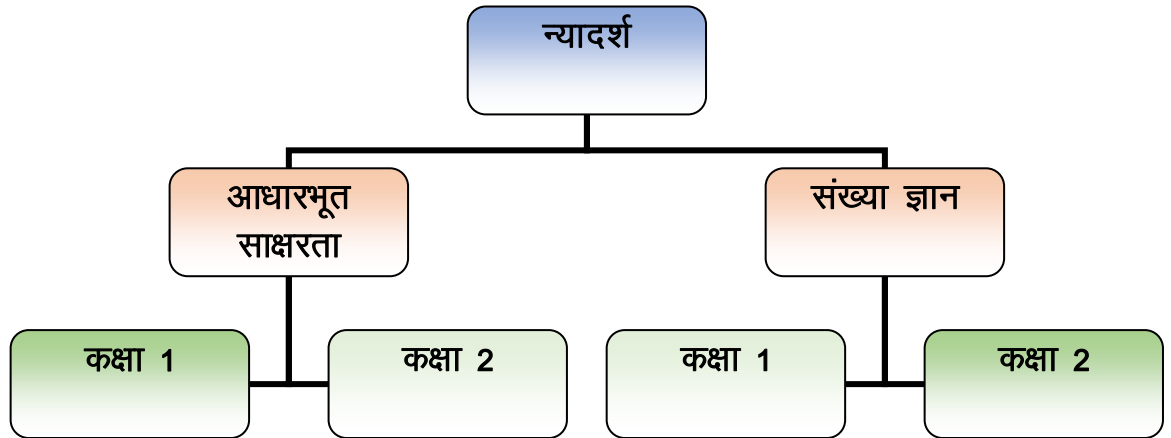 न्यादर्श
आधारभूत
साक्षरता
संख्या ज्ञान
कक्षा 1
कक्षा 2
कक्षा 1
कक्षा 2